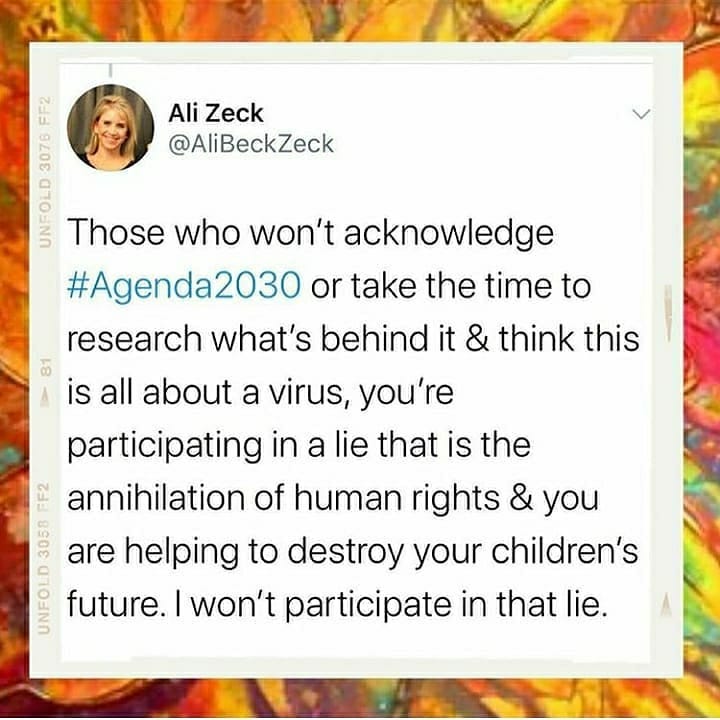 Ali Zeck
@AliBeckZeck
Those who won't acknowledge
#Agenda2030 or take the time to
research what's behind it & think this
is all about a virus, you're
participating in a lie that is the
annihilation of human rights & you
are helping to destroy your children's
future. I won't participate in that lie.
UNFOLD 3076 FF2
81
UNFOLD 3058 FF2